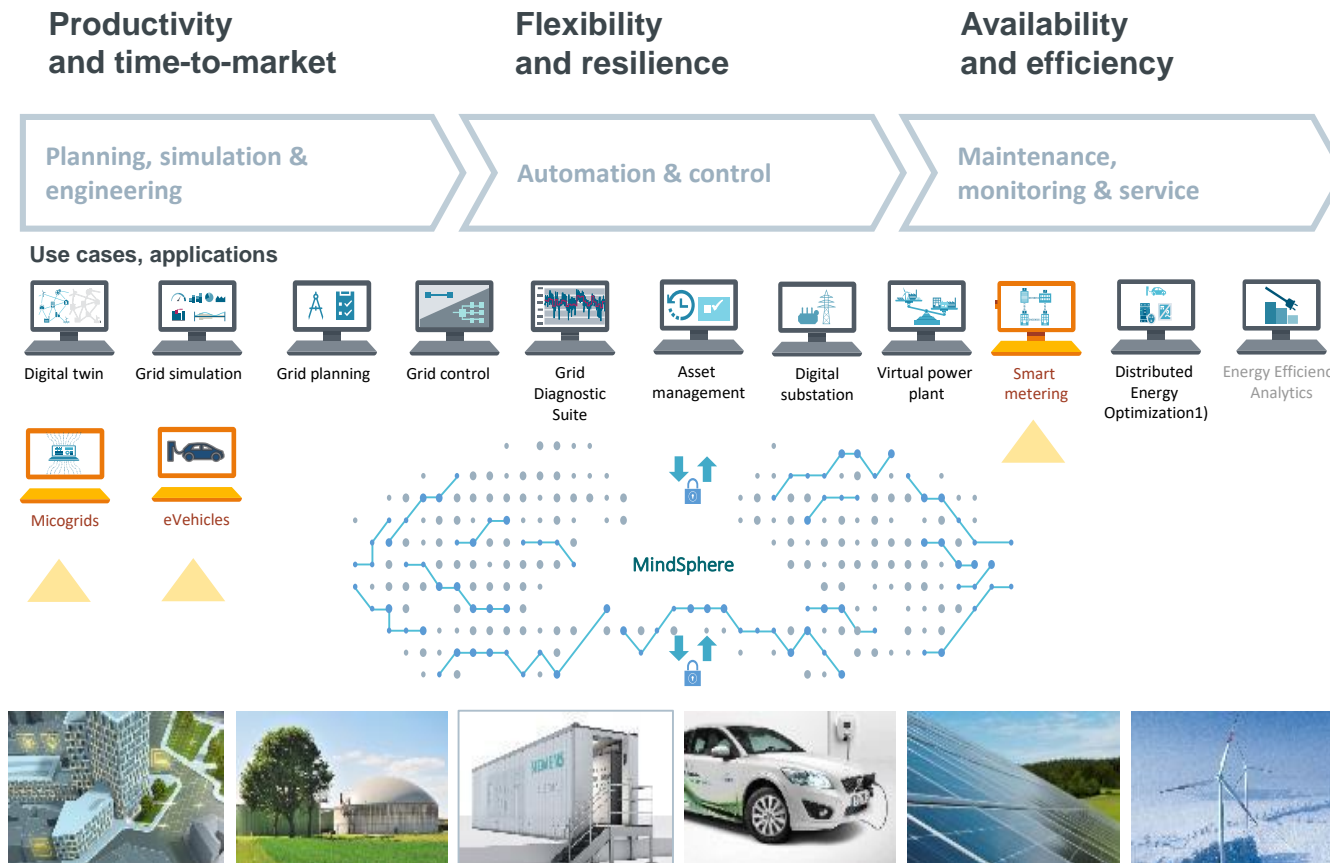 Productivity
and time-to-market
Flexibility
and resilience
Availability
and efficiency
Planning, simulation &
engineering
Automation & control
Maintenance,
monitoring & service
Use cases, applications
Digital twin
Grid simulation
Grid planning
Grid control
Grid
Diagnostic
Suite
Asset
management
Digital
substation
Virtual power
plant
Smart
metering
Distributed
Energy
Optimization1)
Energy Efficienc
Analytics
Micogrids
eVehicles
MindSphere
SIEMENS